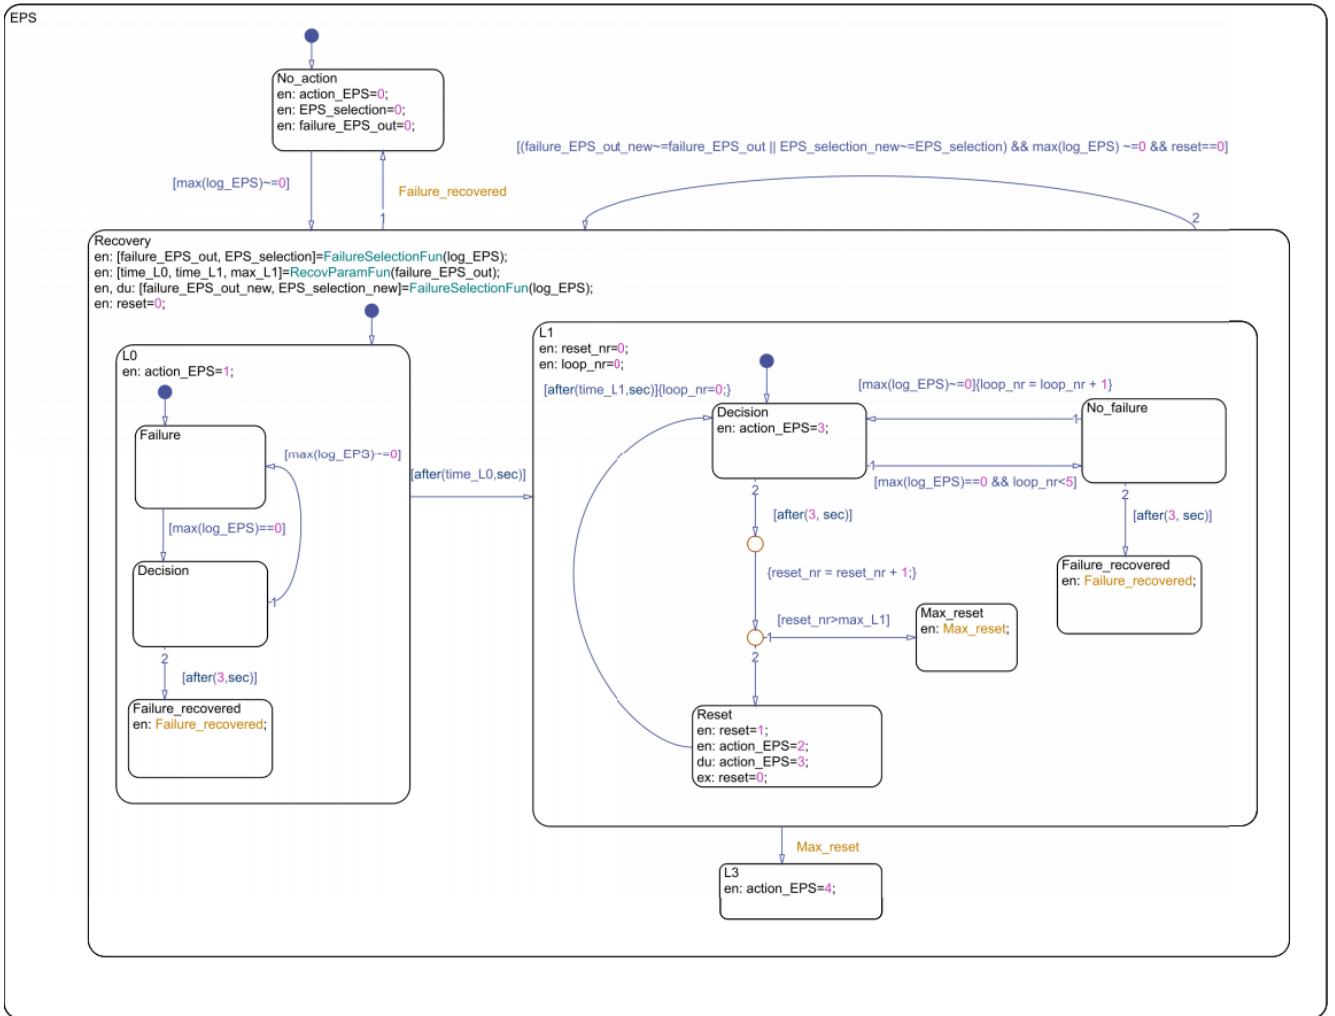 EPS
No_action
en: action_EPS=0;
en: EPS_selection=0;
en: failure_EPS_out=0;
[(failure_EPS_out_new~=failure_EPS_out || EPS_selection_new~=EPS_selection) && max(log_EPS) ~=0 && reset==0]
[max(log_EPS)~=0]
Failure_recovered
1
2
Recovery
en: [failure_EPS_out, EPS_selection]=FailureSelectionFun(log_EPS);
en: [time_L0, time_L1, max_L1]=RecovParamFun(failure_EPS_out);
en, du: [failure_EPS_out_new, EPS_selection_new]=FailureSelectionFun(log_EPS);
en: reset=0;
L0
en: action_EPS=1;
Failure
[max(log_EPS)~=0]
[max(log_EPS)==0]
Decision
1
2
[after(3,sec)]
Failure_recovered
en: Failure_recovered;
[after(time_L0,sec)]
L1
en: reset_nr=0;
en: loop_nr=0;
[after(time_L1,sec)]{loop_nr=0;}
[max(log_EPS)~=0]{loop_nr = loop_nr + 1}
Decision
en: action_EPS=3;
No_failure
1
1
[max(log_EPS)==0 && loop_nr<5]
2
2
[after(3, sec)]
[after(3, sec)]
Failure_recovered
en: Failure_recovered;
{reset_nr = reset_nr + 1;}
[reset_nr>max_L1]
Max_reset
en: Max_reset;
1
2
Reset
en: reset=1;
en: action_EPS=2;
du: action_EPS=3;
ex: reset=0;
Max_reset
L3
en: action_EPS=4;